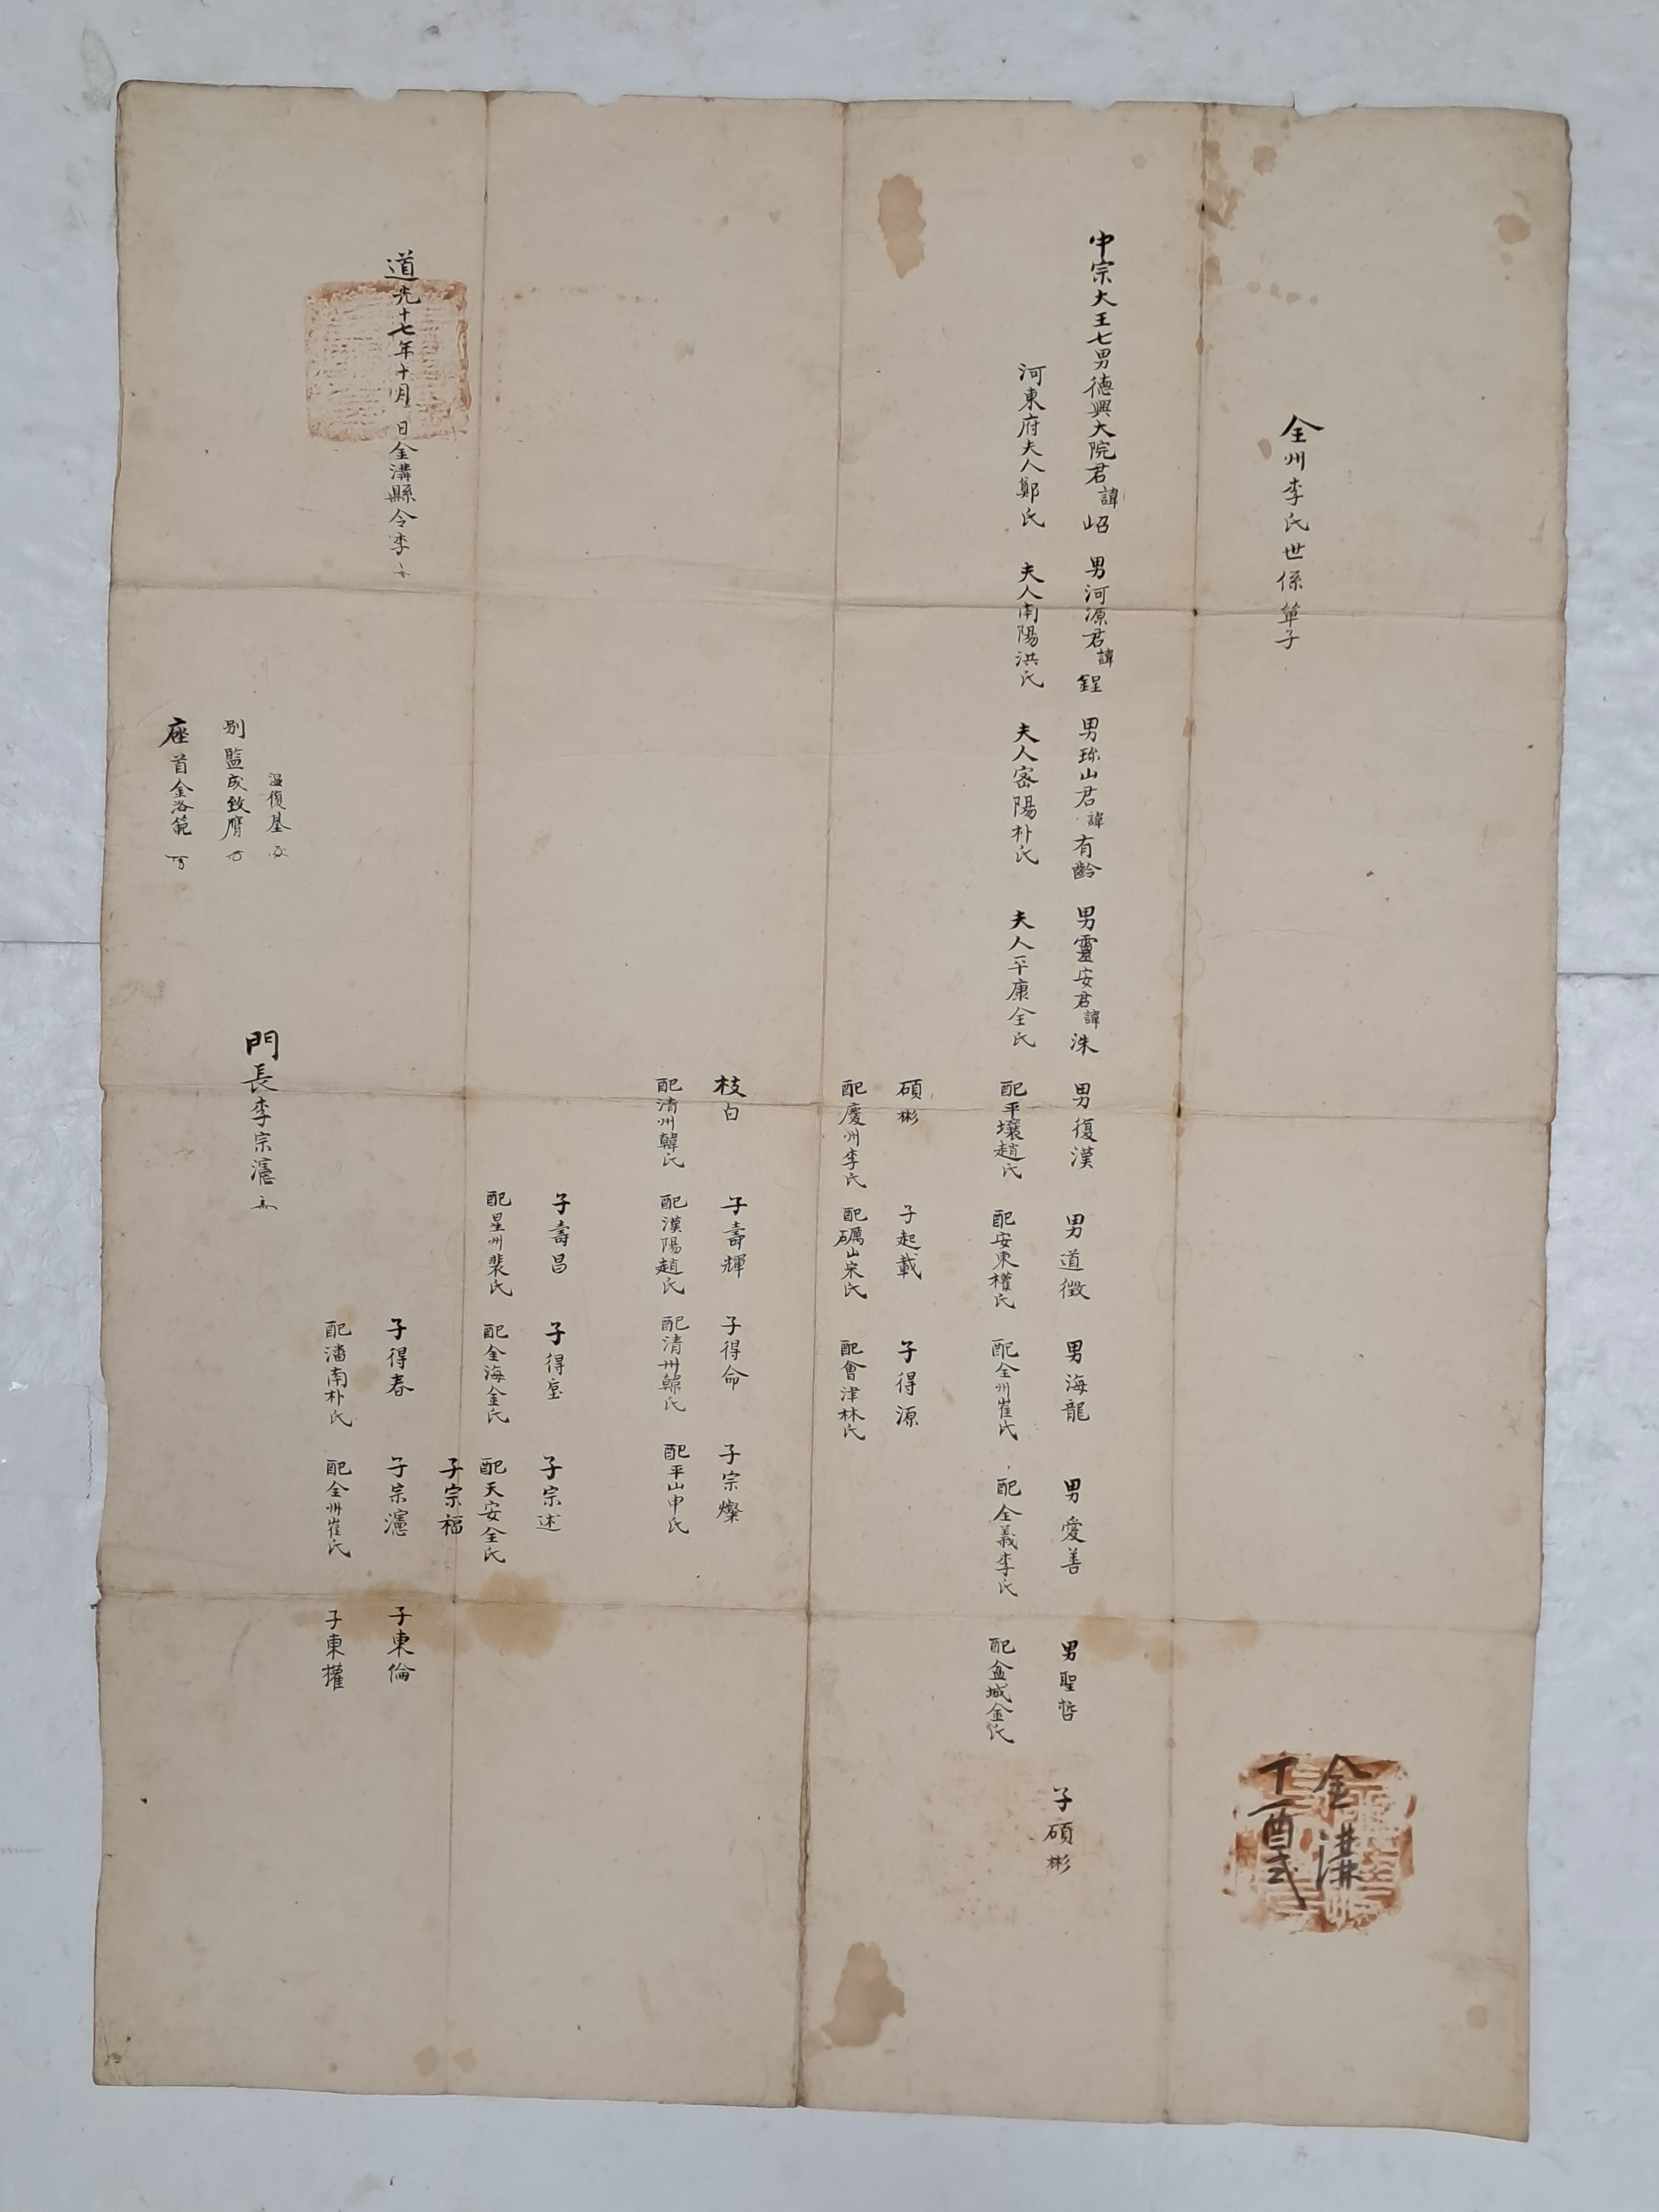 全州李氏世係單子
金溝
丁酉式
中宗大王七男德興大院君諱岹 男河源君諱鋥 男珎山君諱有齡 男靈安君諱洙 男復漢 男道徵 男海龍 男愛善 男聖哲 子碩彬
河東府夫人鄭氏 夫人南陽洪氏 夫人密陽朴氏 夫人平康全氏 配平壤趙氏 配安東權氏 配全州崔氏 配全義李氏 配盆城金氏
碩彬 子起載 子得源
配慶州李氏 配礪山宋氏 配會津林氏
枝白 子壽輝 子得命 子宗燦
配清州韓氏 配漢陽趙氏 配清州韓氏 配平山申氏
子壽昌 子得 子宗述
配星州裴氏 配金海金氏 配天安全氏
子宗福
子得春 子宗濾 子東倫
配潘南朴氏 配全州崔氏 子東權
道光十七年十月 日金溝縣令李
門長李宗濾
溫復基
別監成致膺
座首金洛範